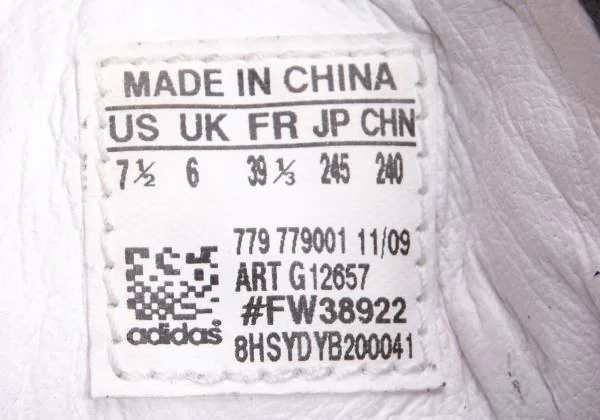 MADE IN CHINA
US UK FR JP CHN
7½ 6 39⅓ 245 240
779 779001 11/09
ART G12657
#FW38922
adidas
8HSYDYB200041